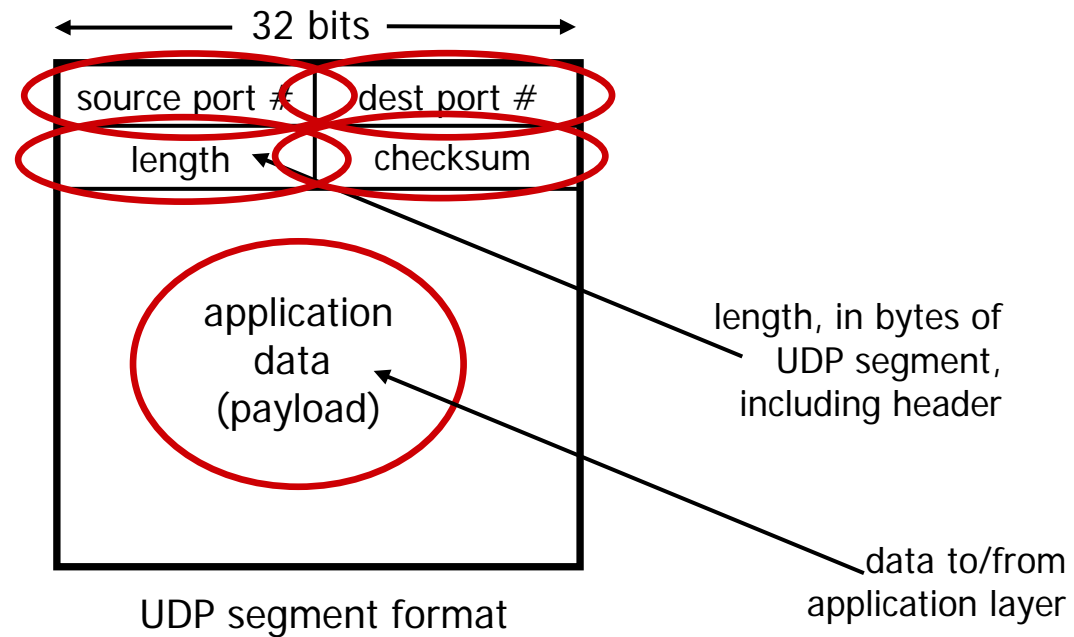 32 bits
source port #
dest port #
length
checksum
application
data
(payload)
length, in bytes of
UDP segment,
including header
data to/from
application layer
UDP segment format